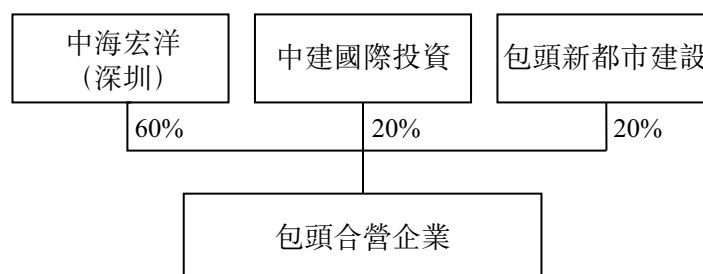 中海宏洋
（深圳）
中建國際投資
包頭新都市建設
60%
20%
20%
包頭合營企業